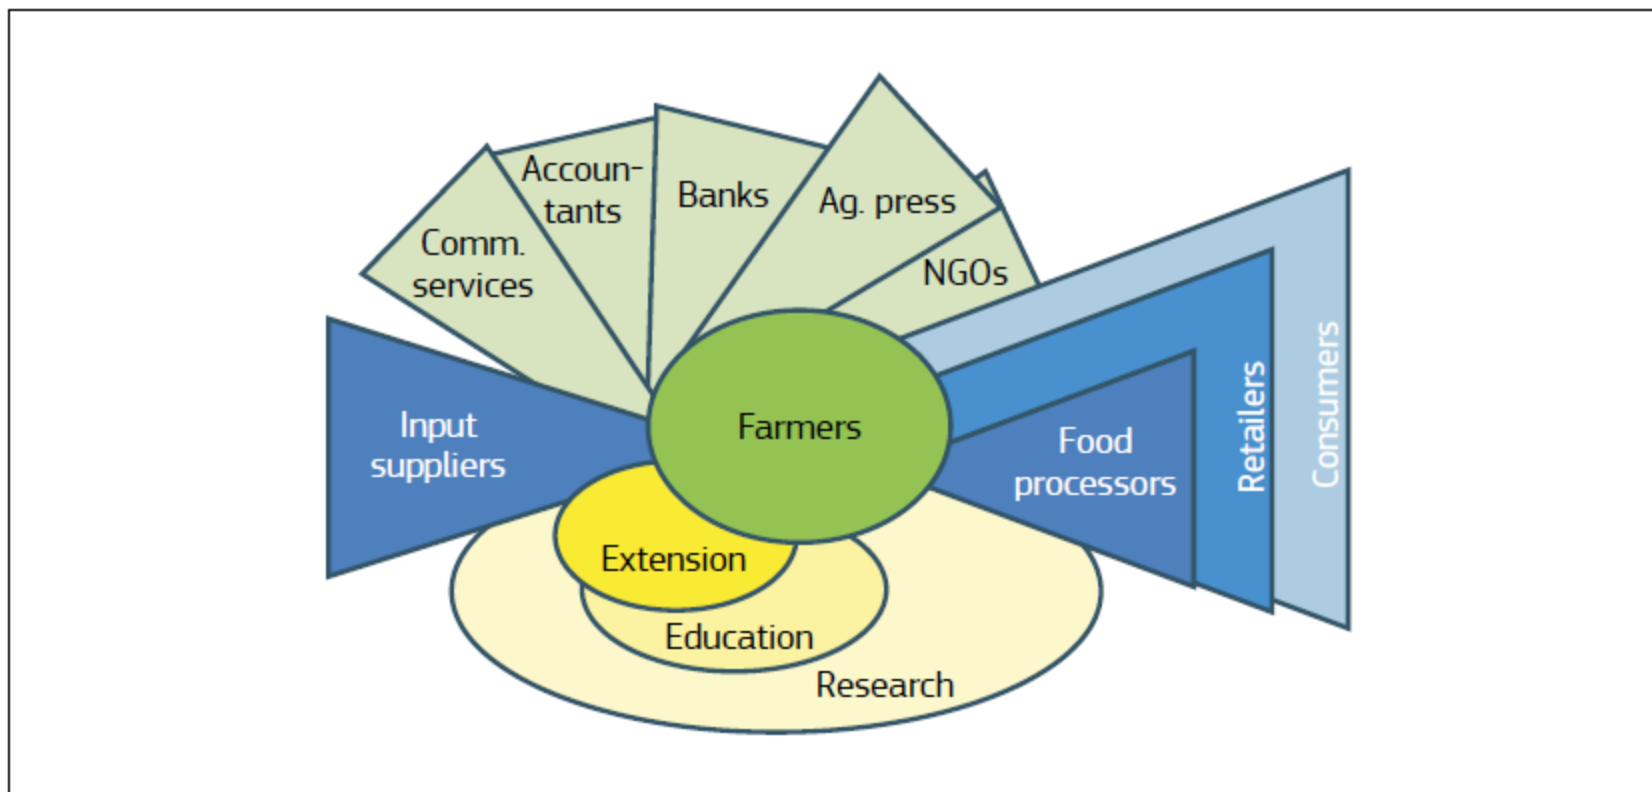 Accoun-
tants
Banks
Ag. press
Comm.
services
NGOs
Input
suppliers
Farmers
Food
processors
Retailers
Consumers
Extension
Education
Research